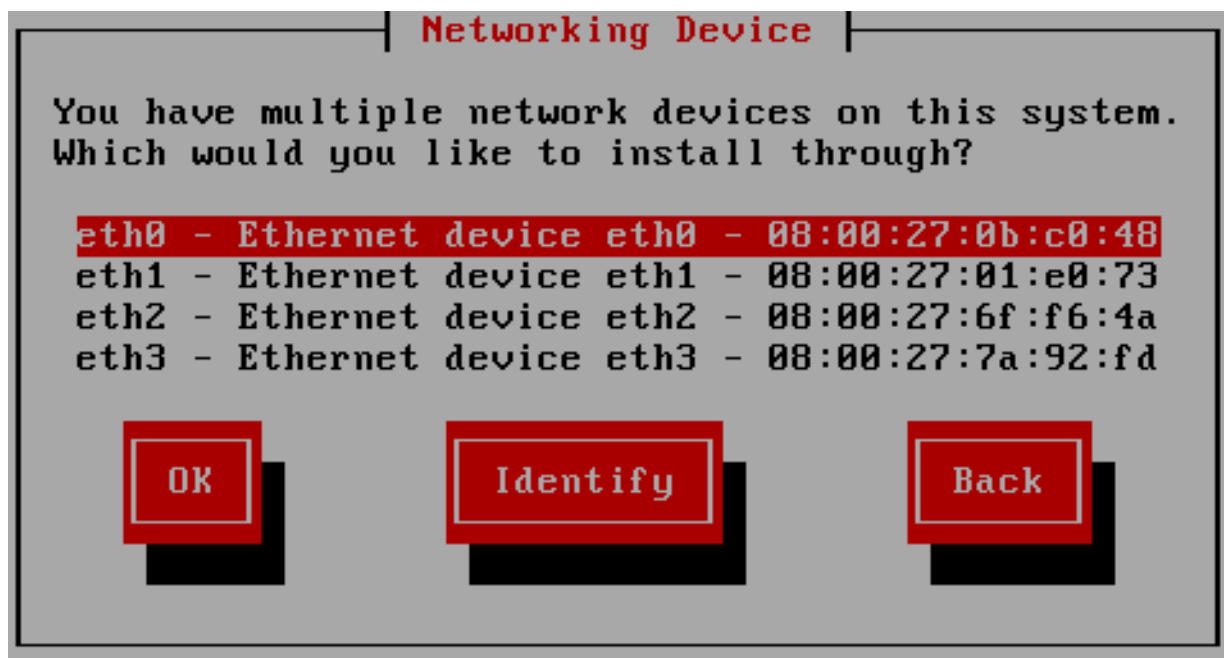 Networking Device
You have multiple network devices on this system.
Which would you like to install through?
eth0 - Ethernet device eth0 - 08:00:27:0b:c0:48
eth1 - Ethernet device eth1 - 08:00:27:01:e0:73
eth2 - Ethernet device eth2 - 08:00:27:6f:f6:4a
eth3 - Ethernet device eth3 - 08:00:27:7a:92:fd
OK Identify Back